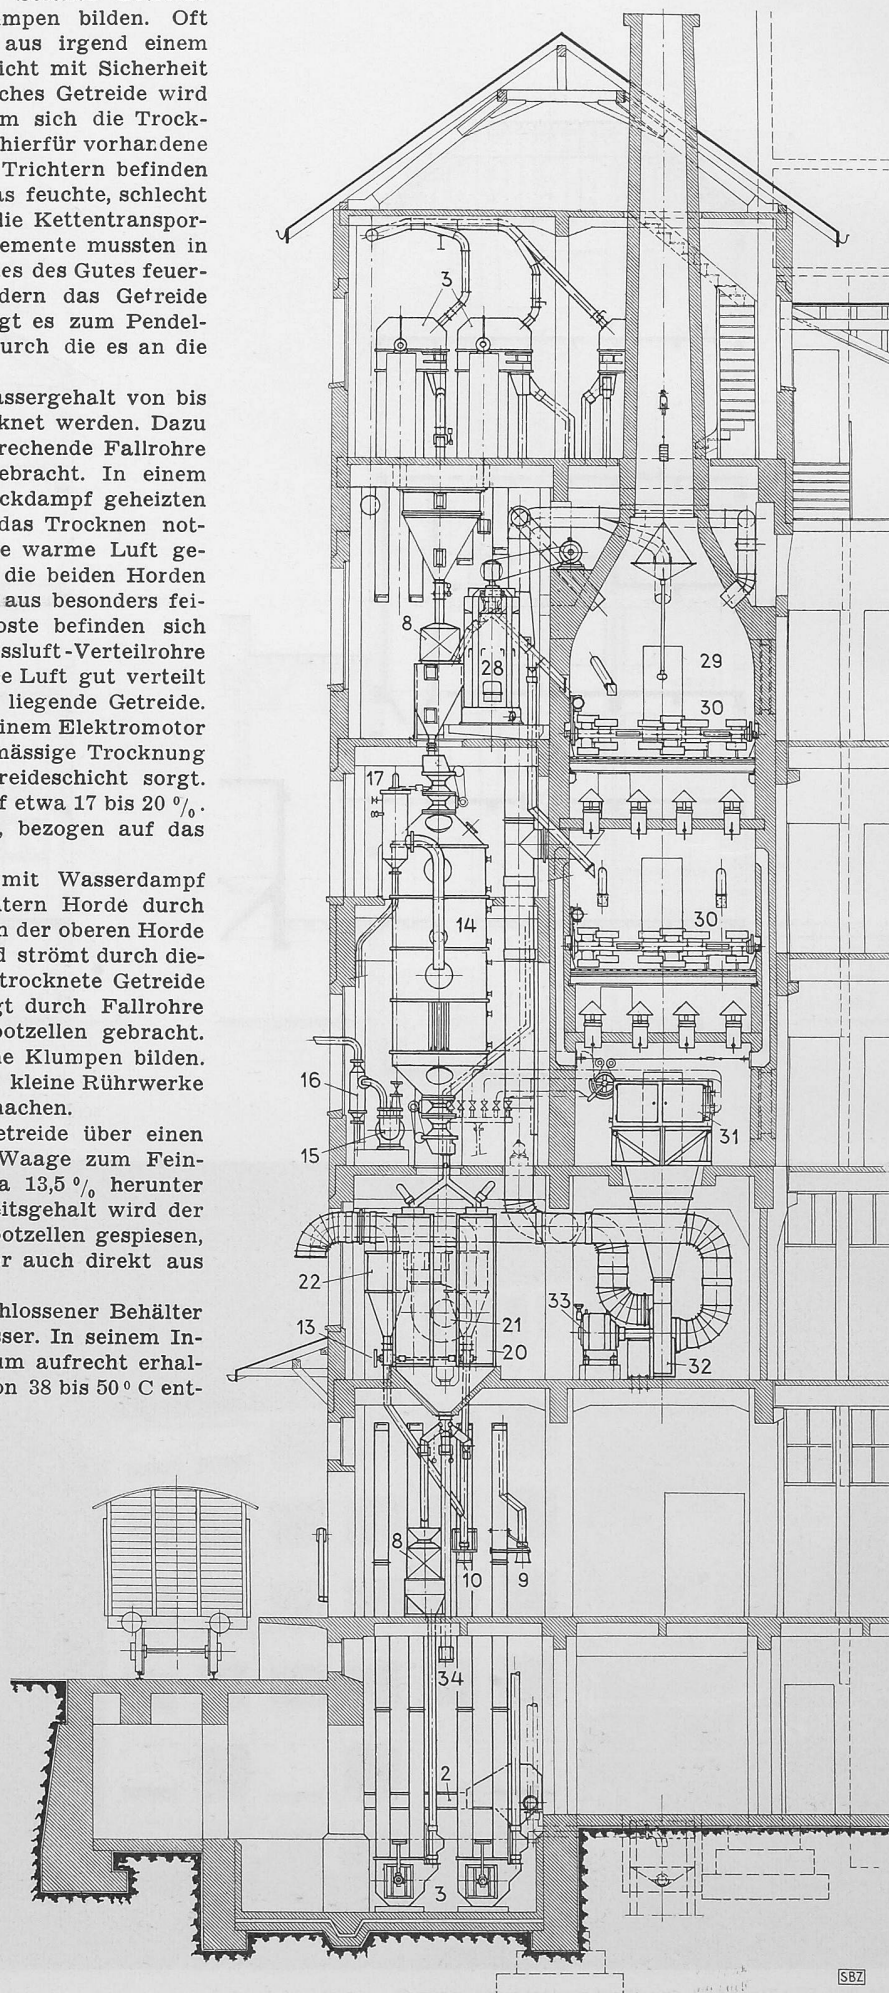 mpen bilden. Oft
aus irgend einem
icht mit Sicherheit
ches Getreide wird
m sich die Trock-
hierfür vorhandene
Trichtern befinden
as feuchte, schlecht
die Kettentranspor-
emente mussten in
es des Gutes feuer-
dern das Getreide
gt es zum Pendel-
urch die es an die
assergehalt von bis
knet werden. Dazu
rechende Fallrohre
ebracht. In einem
ckdampf geheizten
das Trocknen not-
e warme Luft ge-
die beiden Horden
aus besonders fei-
oste befinden sich
ssluft-Verteilrohre
e Luft gut verteilt
liegende Getreide.
inem Elektromotor
mässige Trocknung
reideschicht sorgt.
f etwa 17 bis 20 %.
, bezogen auf das
mit Wasserdampf
tern Horde durch
n der oberen Horde
d strömt durch die-
trocknete Getreide
gt durch Fallrohre
potzellen gebracht.
ne Klumpen bilden.
kleine Rührwerke
machen.
etreide über einen
Waage zum Fein-
a 13,5 % herunter
eitsgehalt wird der
otzellen gespiesen,
r auch direkt aus
hlossener Behälter
sser. In seinem In-
um aufrecht erhal-
on 38 bis 50° C ent-
1
3
8
28
29
30
17
30
14
16
15
31
22
13
21
20
33
32
8
10
9
34
2
3
SBZ